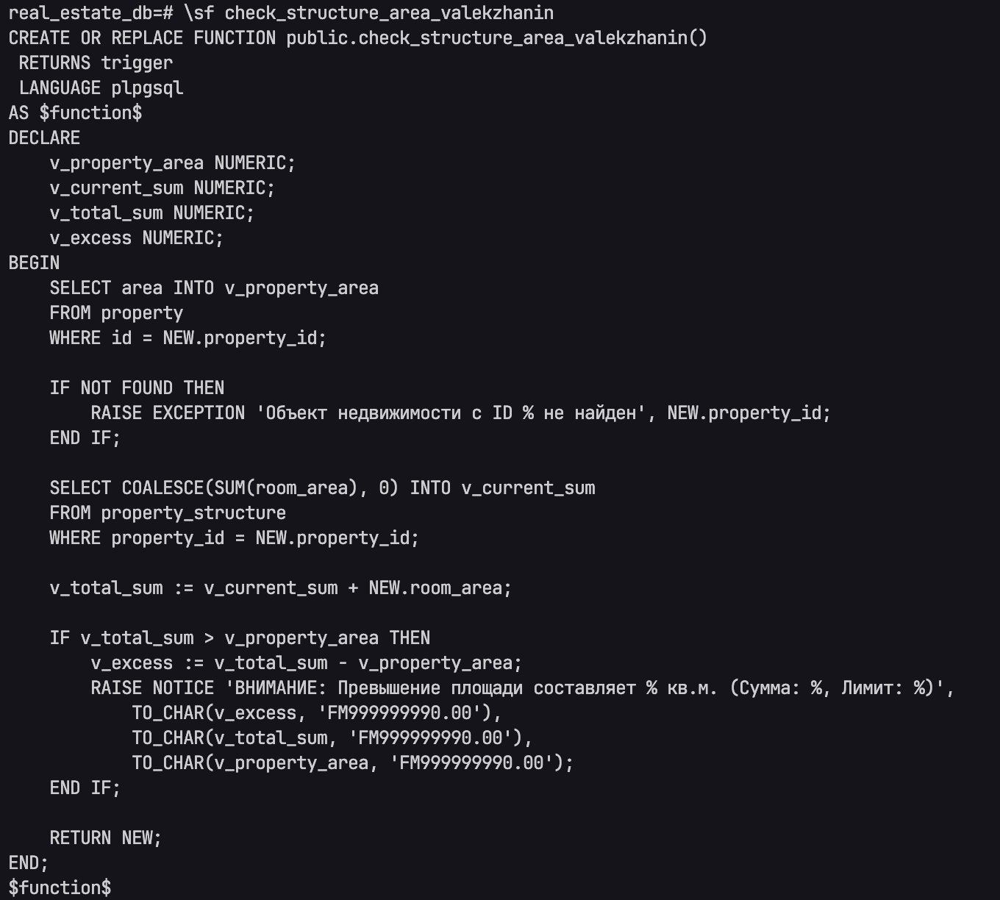 real_estate_db=# \sf check_structure_area_valekzhanin
CREATE OR REPLACE FUNCTION public.check_structure_area_valekzhanin()
 RETURNS trigger
 LANGUAGE plpgsql
AS $function$
DECLARE
    v_property_area NUMERIC;
    v_current_sum NUMERIC;
    v_total_sum NUMERIC;
    v_excess NUMERIC;
BEGIN
    SELECT area INTO v_property_area
    FROM property
    WHERE id = NEW.property_id;

    IF NOT FOUND THEN
        RAISE EXCEPTION 'Объект недвижимости с ID % не найден', NEW.property_id;
    END IF;

    SELECT COALESCE(SUM(room_area), 0) INTO v_current_sum
    FROM property_structure
    WHERE property_id = NEW.property_id;

    v_total_sum := v_current_sum + NEW.room_area;

    IF v_total_sum > v_property_area THEN
        v_excess := v_total_sum - v_property_area;
        RAISE NOTICE 'ВНИМАНИЕ: Превышение площади составляет % кв.м. (Сумма: %, Лимит: %)',
            TO_CHAR(v_excess, 'FM999999990.00'),
            TO_CHAR(v_total_sum, 'FM999999990.00'),
            TO_CHAR(v_property_area, 'FM999999990.00');
    END IF;

    RETURN NEW;
END;
$function$